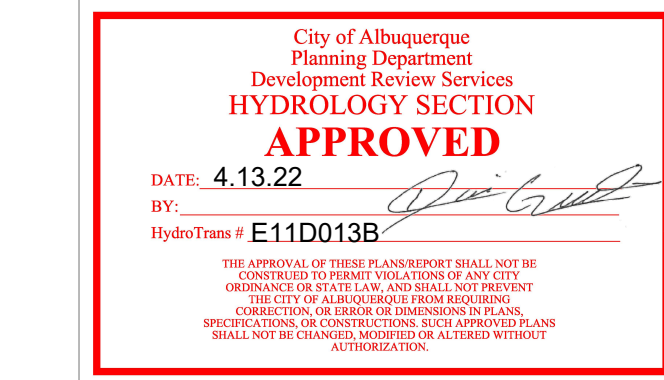 City of Albuquerque
Planning Department
Development Review Services
HYDROLOGY SECTION
APPROVED
DATE: 4.13.22
BY:
HydroTrans # E11D013B
THE APPROVAL OF THESE PLANS/REPORT SHALL NOT BE
CONSTRUED TO PERMIT VIOLATIONS OF ANY CITY
ORDINANCE OR STATE LAW, AND SHALL NOT PREVENT
THE CITY OF ALBUQUERQUE FROM REQUIRING
CORRECTION, OR ERROR OR DIMENSIONS IN PLANS,
SPECIFICATIONS, OR CONSTRUCTIONS. SUCH APPROVED PLANS
SHALL NOT BE CHANGED, MODIFIED OR ALTERED WITHOUT
AUTHORIZATION.